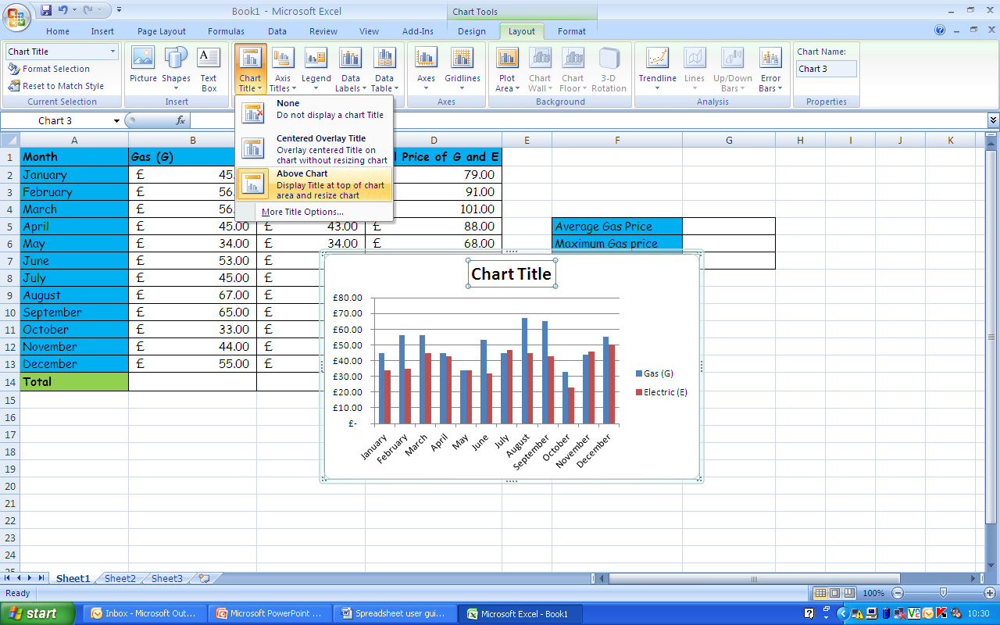 Book1 - Microsoft Excel
Chart Tools
Home Insert Page Layout Formulas Data Review View Add-Ins Design Layout Format
Chart Title
Format Selection
Reset to Match Style
Current Selection
Picture
Shapes
Text Box
Insert
Chart Title
Axis Titles
Legend
Data Labels
Data Table
Axes
Gridlines
Axes
Plot Area
Chart Wall
Chart Floor
3-D Rotation
Background
Trendline
Lines
Up/Down Bars
Error Bars
Analysis
Chart Name:
Chart 3
Properties
None
Do not display a chart Title
Centered Overlay Title
Overlay centered Title on
chart without resizing chart
Above Chart
Display Title at top of chart
area and resize chart
More Title Options...
Chart 3
fx
A B D E F G H I J K
1 Month Gas (G) Price of G and E
2 January £ 45. 79.00
3 February £ 56. 91.00
4 March £ 56. 101.00
5 April £ 45.00 £ 43.00 £ 88.00 Average Gas Price
6 May £ 34.00 £ 34.00 £ 68.00 Maximum Gas price
7 June £ 53.00 £
8 July £ 45.00 £
9 August £ 67.00 £
10 September £ 65.00 £
11 October £ 33.00 £
12 November £ 44.00 £
13 December £ 55.00 £
14 Total
15
16
17
18
19
20
21
22
23
24
Chart Title
£80.00
£70.00
£60.00
£50.00
£40.00
£30.00
£20.00
£10.00
£-
January February March April May June July August September October November December
Gas (G)
Electric (E)
Sheet1 Sheet2 Sheet3
Ready
100%
start
Inbox - Microsoft Out...
Microsoft PowerPoint ...
Spreadsheet user gui...
Microsoft Excel - Book1
10:30